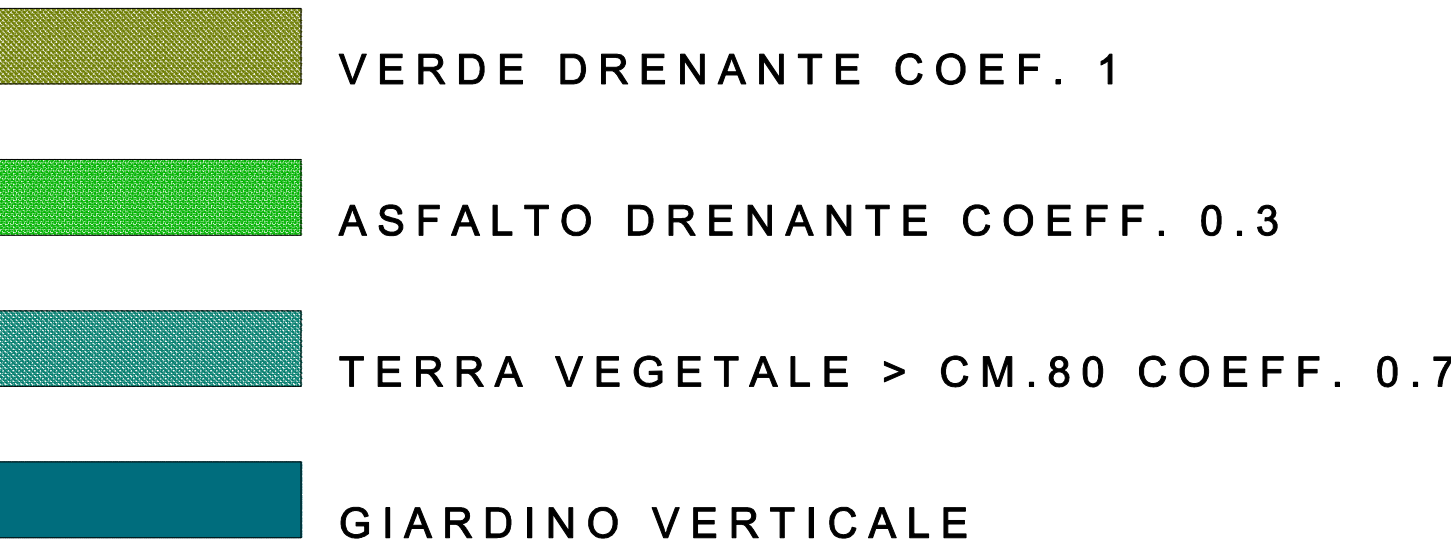 VERDE DRENANTE COEF. 1
ASFALTO DRENANTE COEFF. 0.3
TERRA VEGETALE > CM.80 COEFF. 0.7
GIARDINO VERTICALE